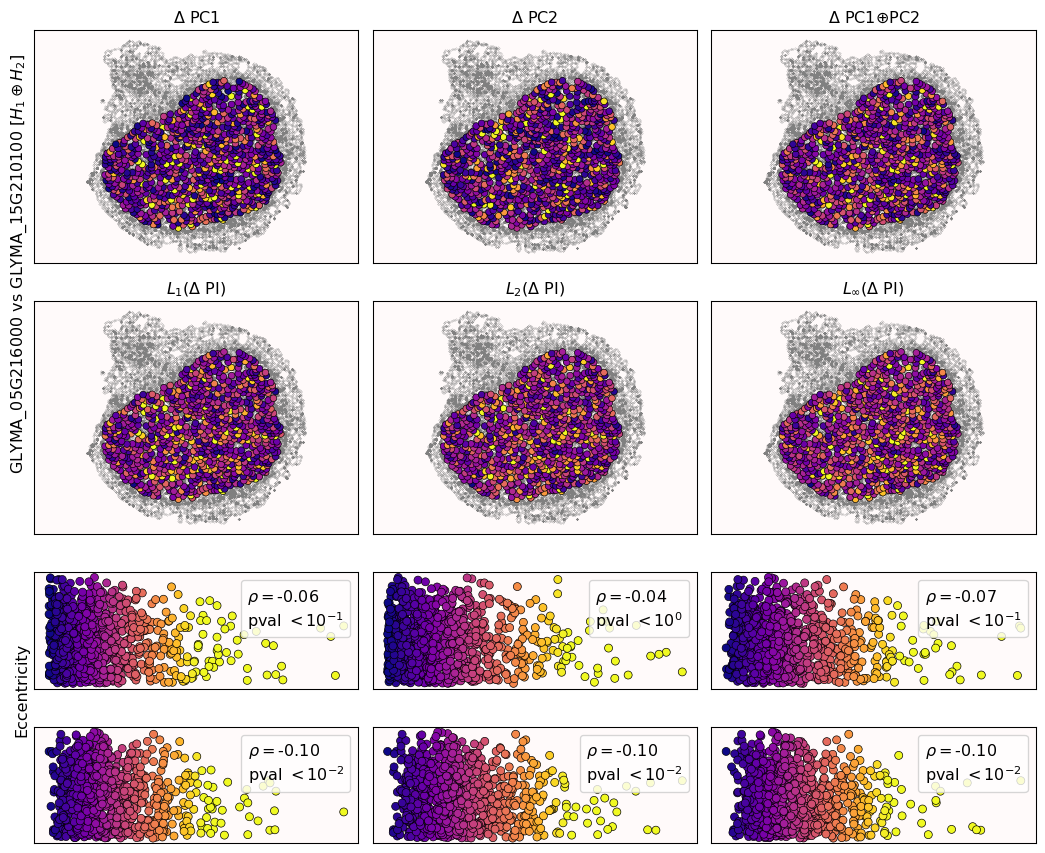 Δ PC1
Δ PC2
Δ PC1⊕PC2
GLYMA_05G216000 vs GLYMA_15G210100 [H₁ ⊕ H₂]
L₁(Δ PI)
L₂(Δ PI)
L∞(Δ PI)
Eccentricity
ρ = -0.06
pval < 10⁻¹
ρ = -0.04
pval < 10⁰
ρ = -0.07
pval < 10⁻¹
ρ = -0.10
pval < 10⁻²
ρ = -0.10
pval < 10⁻²
ρ = -0.10
pval < 10⁻²